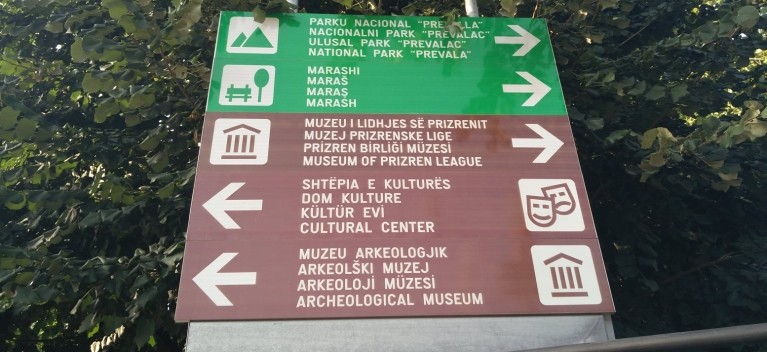 PARKU NACIONAL "PREVALLA"
NACIONALNI PARK "PREVALAC"
ULUSAL PARK "PREVALAC"
NATIONAL PARK "PREVALA"
MARASHI
MARAŠ
MARAŞ
MARASH
MUZEU I LIDHJES SË PRIZRENIT
MUZEJ PRIZRENSKE LIGE
PRİZREN BİRLİĞİ MÜZESİ
MUSEUM OF PRIZREN LEAGUE
SHTËPIA E KULTURËS
DOM KULTURE
KÜLTÜR EVİ
CULTURAL CENTER
MUZEU ARKEOLOGJIK
ARKEOLŠKI MUZEJ
ARKEOLOJİ MÜZESİ
ARCHEOLOGICAL MUSEUM